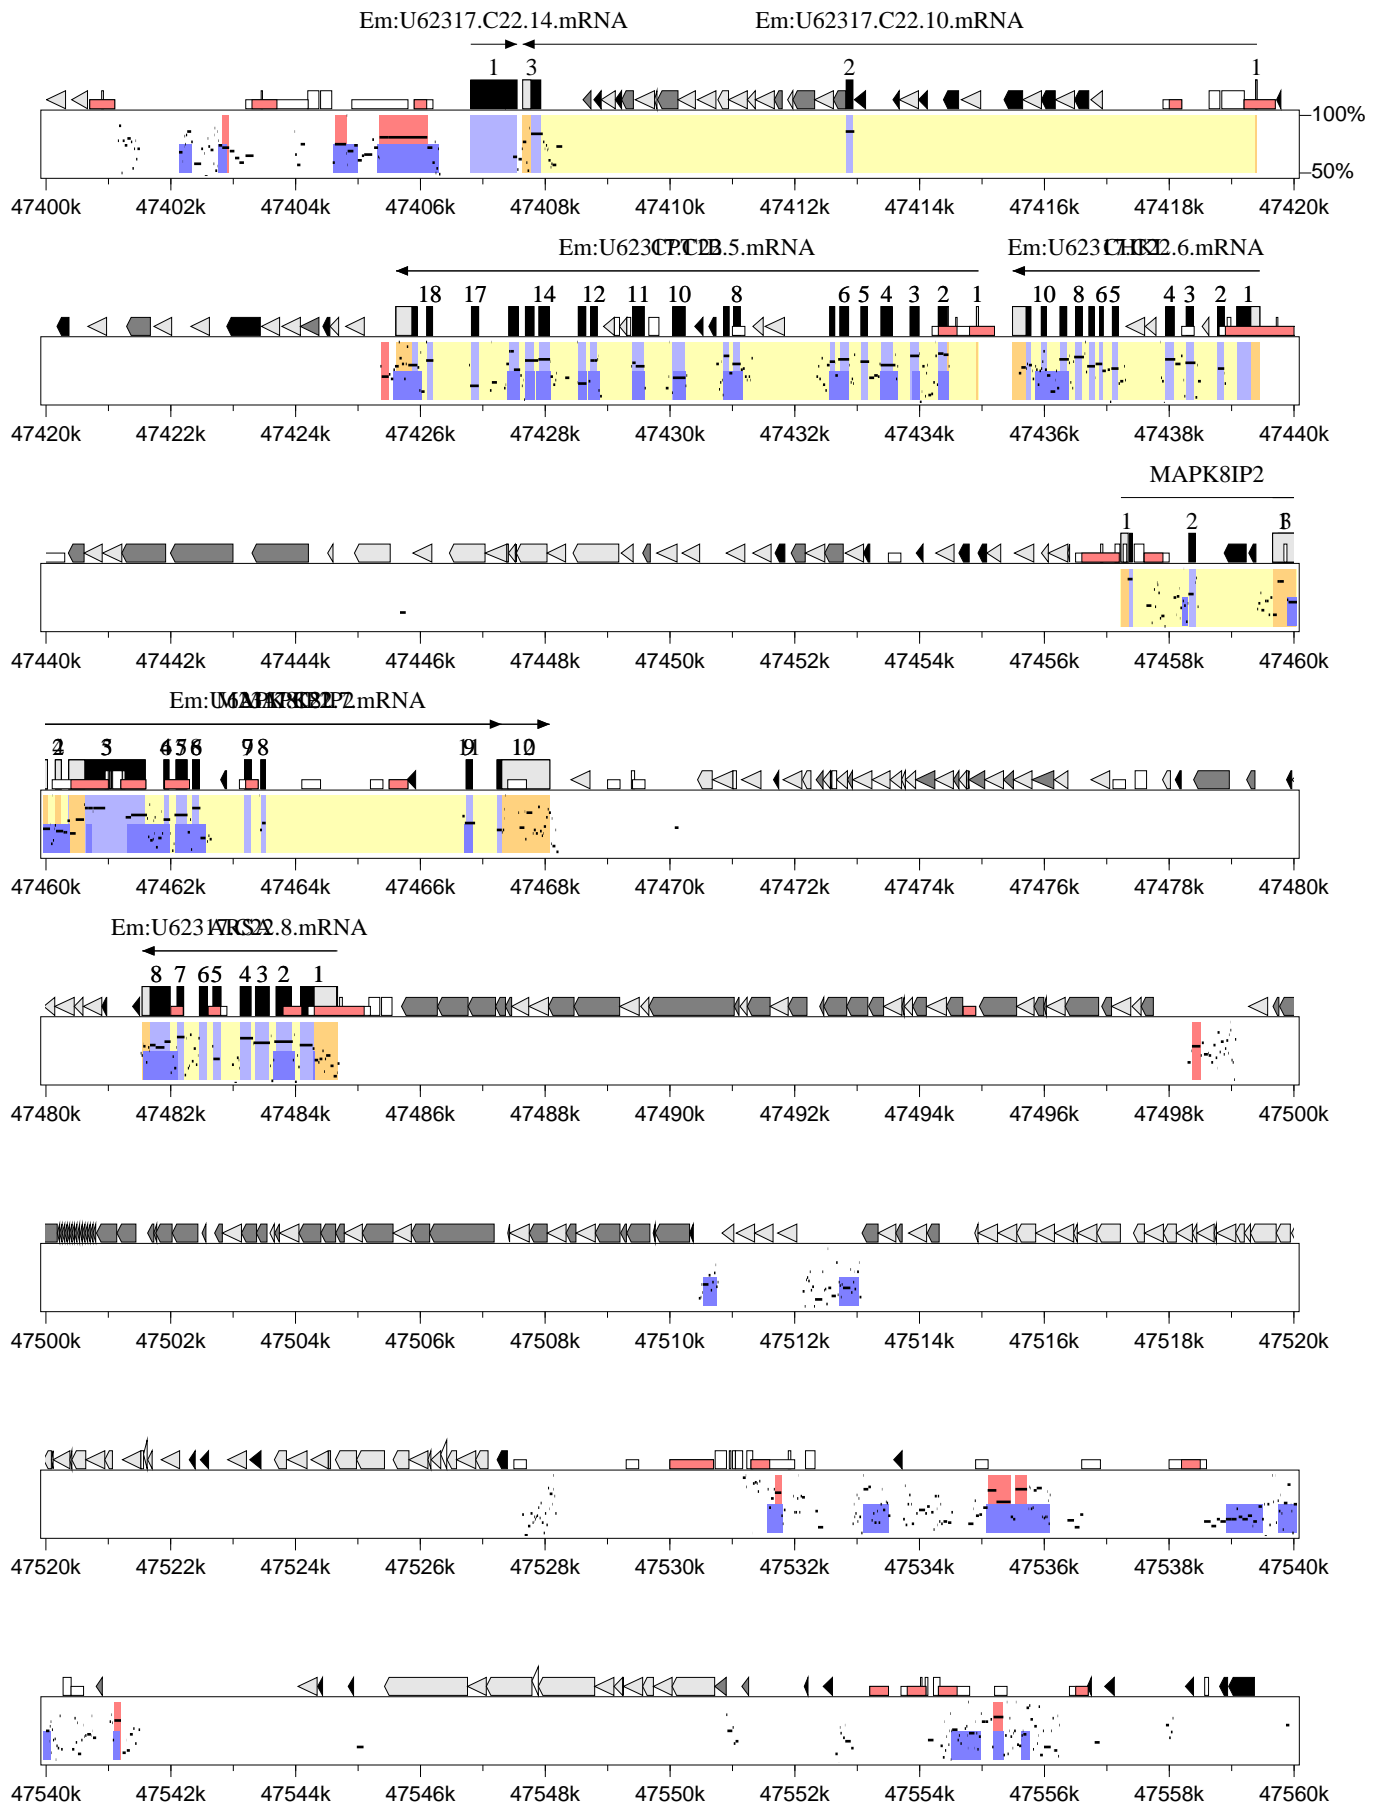 Em:U62317.C22.14.mRNA Em:U62317.C22.10.mRNA
1 3 2 1
100%
50%
47400k 47402k 47404k 47406k 47408k 47410k 47412k 47414k 47416k 47418k 47420k
18 17 14 12 11 10 8 6 5 4 3 2 1 10 8 6 5 4 3 2 1
47420k 47422k 47424k 47426k 47428k 47430k 47432k 47434k 47436k 47438k 47440k
MAPK8IP2
1 2
47440k 47442k 47444k 47446k 47448k 47450k 47452k 47454k 47456k 47458k 47460k
8
47460k 47462k 47464k 47466k 47468k 47470k 47472k 47474k 47476k 47478k 47480k
8 7 6 5 4 3 2 1
47480k 47482k 47484k 47486k 47488k 47490k 47492k 47494k 47496k 47498k 47500k
47500k 47502k 47504k 47506k 47508k 47510k 47512k 47514k 47516k 47518k 47520k
47520k 47522k 47524k 47526k 47528k 47530k 47532k 47534k 47536k 47538k 47540k
47540k 47542k 47544k 47546k 47548k 47550k 47552k 47554k 47556k 47558k 47560k